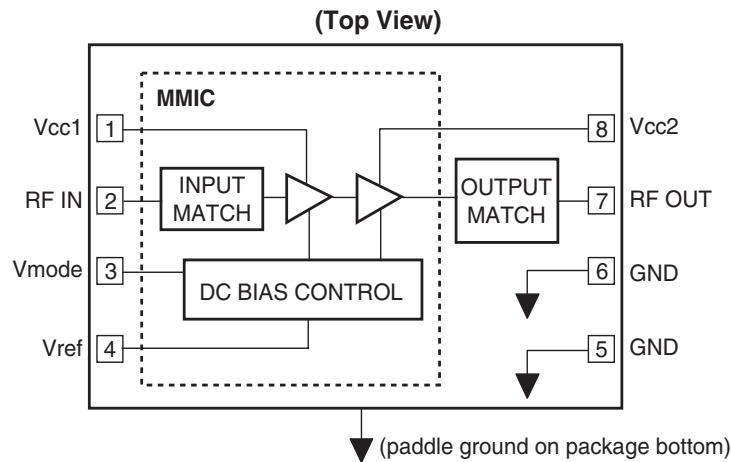 (Top View)
MMIC
Vcc1
1
8
Vcc2
RF IN
2
INPUT
MATCH
OUTPUT
MATCH
7
RF OUT
Vmode
3
DC BIAS CONTROL
6
GND
Vref
4
5
GND
(paddle ground on package bottom)